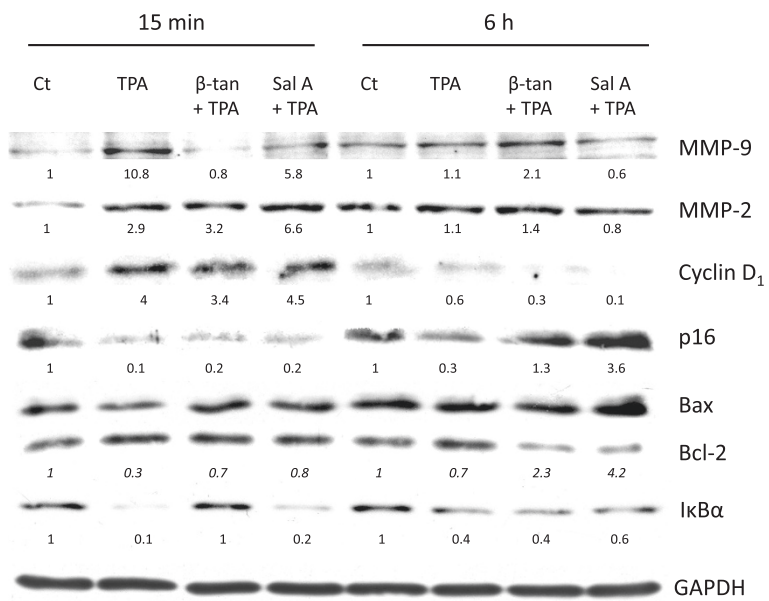 15 min 6 h
Ct TPA β-tan + TPA Sal A + TPA Ct TPA β-tan + TPA Sal A + TPA
MMP-9
1 10.8 0.8 5.8 1 1.1 2.1 0.6
MMP-2
1 2.9 3.2 6.6 1 1.1 1.4 0.8
Cyclin D1
1 4 3.4 4.5 1 0.6 0.3 0.1
p16
1 0.1 0.2 0.2 1 0.3 1.3 3.6
Bax
Bcl-2
1 0.3 0.7 0.8 1 0.7 2.3 4.2
IκBα
1 0.1 1 0.2 1 0.4 0.4 0.6
GAPDH